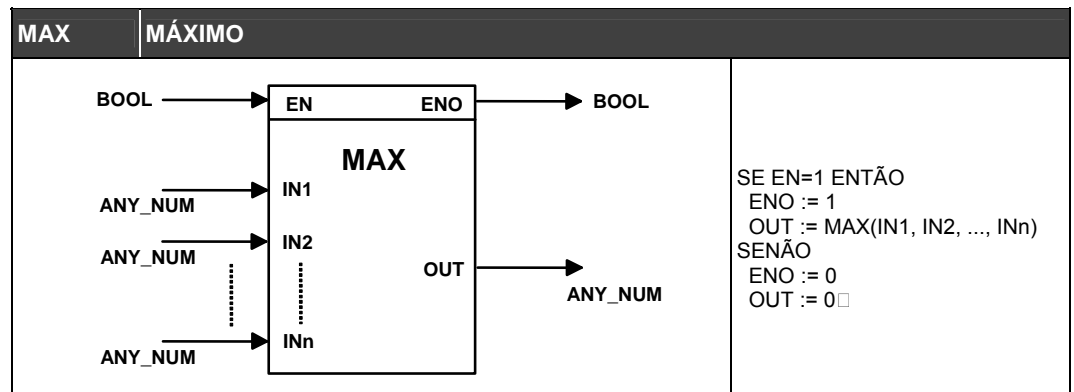 MAX MÁXIMO
BOOL EN ENO BOOL
MAX
IN1
ANY_NUM
IN2
ANY_NUM
OUT
ANY_NUM
INn
ANY_NUM
SE EN=1 ENTÃO
ENO := 1
OUT := MAX(IN1, IN2, ..., INn)
SENÃO
ENO := 0
OUT := 0□